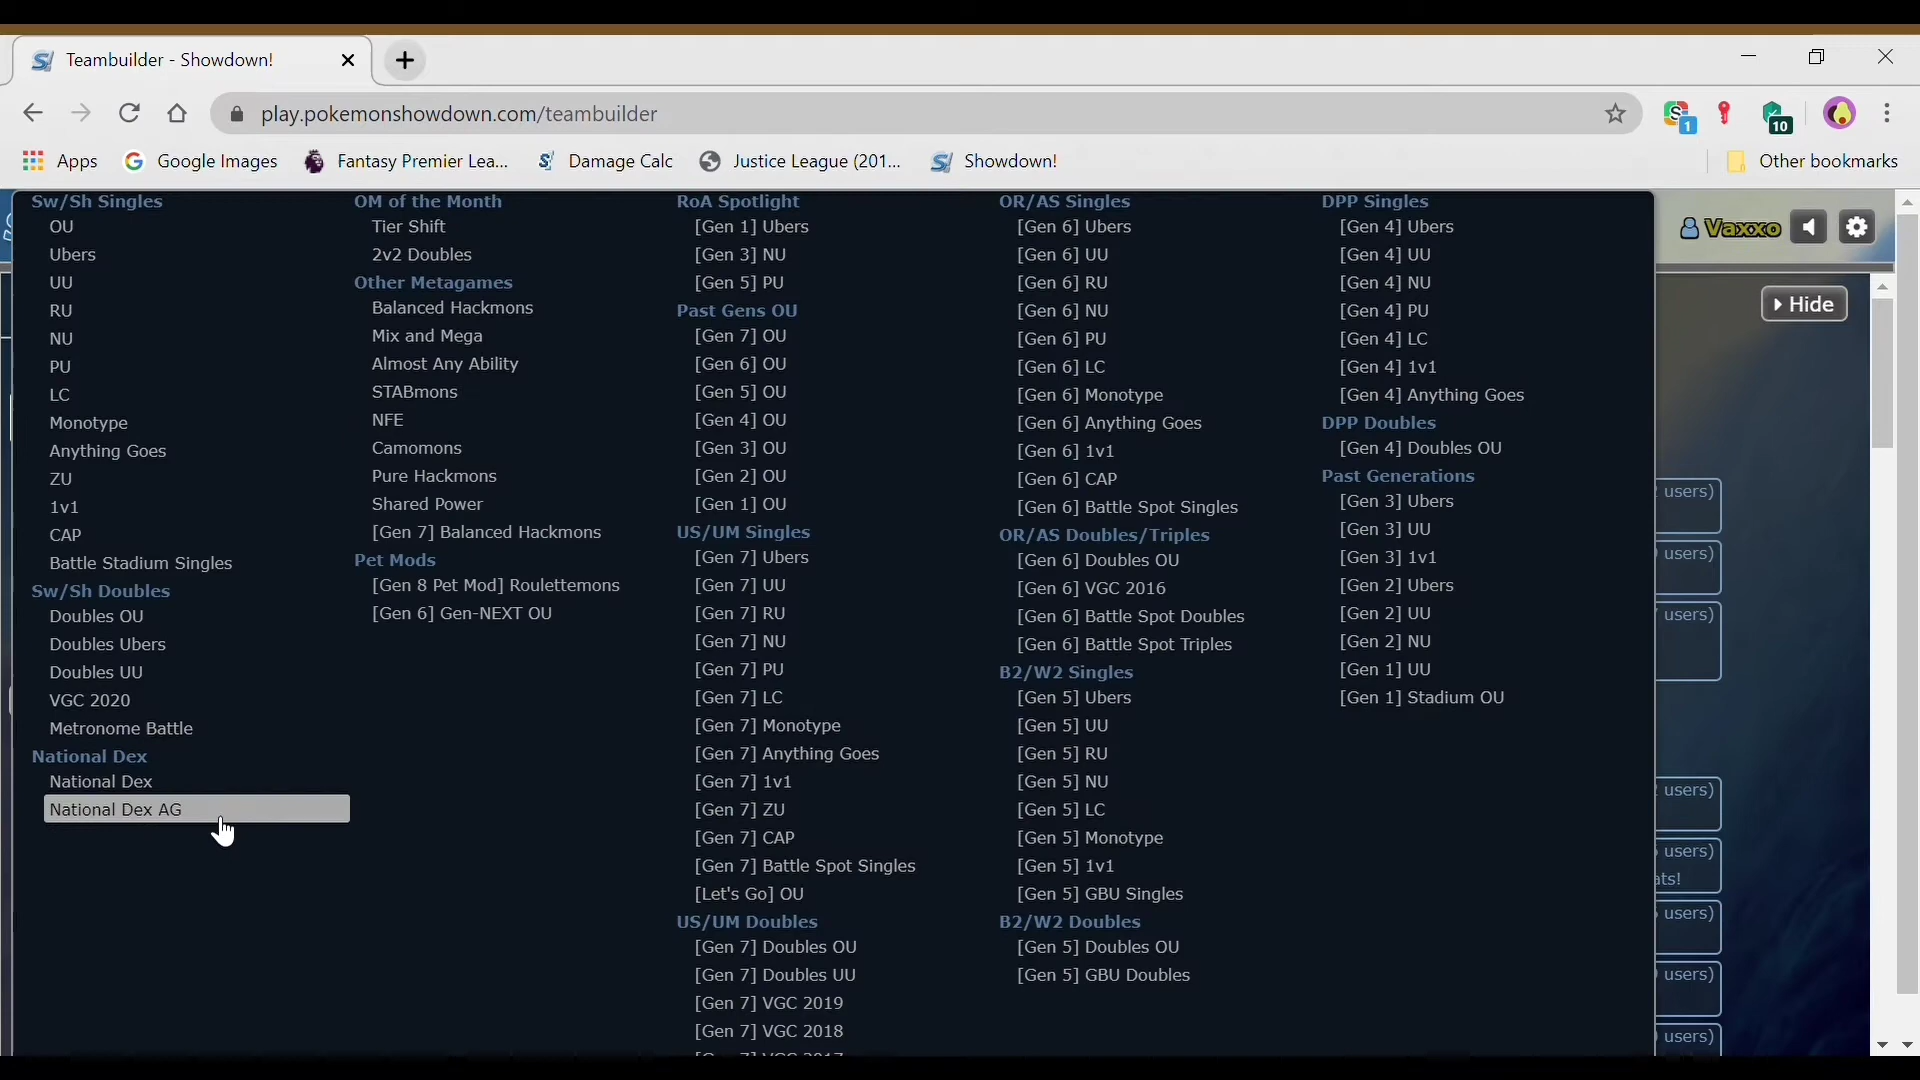 Teambuilder - Showdown!
play.pokemonshowdown.com/teambuilder
1
10
Apps
Google Images
Fantasy Premier Lea...
Damage Calc
Justice League (201...
Showdown!
Other bookmarks
Sw/Sh Singles
OU
Ubers
UU
RU
NU
PU
LC
Monotype
Anything Goes
ZU
1v1
CAP
Battle Stadium Singles
Sw/Sh Doubles
Doubles OU
Doubles Ubers
Doubles UU
VGC 2020
Metronome Battle
National Dex
National Dex
National Dex AG
OM of the Month
Tier Shift
2v2 Doubles
Other Metagames
Balanced Hackmons
Mix and Mega
Almost Any Ability
STABmons
NFE
Camomons
Pure Hackmons
Shared Power
[Gen 7] Balanced Hackmons
Pet Mods
[Gen 8 Pet Mod] Roulettemons
[Gen 6] Gen-NEXT OU
RoA Spotlight
[Gen 1] Ubers
[Gen 3] NU
[Gen 5] PU
Past Gens OU
[Gen 7] OU
[Gen 6] OU
[Gen 5] OU
[Gen 4] OU
[Gen 3] OU
[Gen 2] OU
[Gen 1] OU
US/UM Singles
[Gen 7] Ubers
[Gen 7] UU
[Gen 7] RU
[Gen 7] NU
[Gen 7] PU
[Gen 7] LC
[Gen 7] Monotype
[Gen 7] Anything Goes
[Gen 7] 1v1
[Gen 7] ZU
[Gen 7] CAP
[Gen 7] Battle Spot Singles
[Let's Go] OU
US/UM Doubles
[Gen 7] Doubles OU
[Gen 7] Doubles UU
[Gen 7] VGC 2019
[Gen 7] VGC 2018
OR/AS Singles
[Gen 6] Ubers
[Gen 6] UU
[Gen 6] RU
[Gen 6] NU
[Gen 6] PU
[Gen 6] LC
[Gen 6] Monotype
[Gen 6] Anything Goes
[Gen 6] 1v1
[Gen 6] CAP
[Gen 6] Battle Spot Singles
OR/AS Doubles/Triples
[Gen 6] Doubles OU
[Gen 6] VGC 2016
[Gen 6] Battle Spot Doubles
[Gen 6] Battle Spot Triples
B2/W2 Singles
[Gen 5] Ubers
[Gen 5] UU
[Gen 5] RU
[Gen 5] NU
[Gen 5] LC
[Gen 5] Monotype
[Gen 5] 1v1
[Gen 5] GBU Singles
B2/W2 Doubles
[Gen 5] Doubles OU
[Gen 5] GBU Doubles
DPP Singles
[Gen 4] Ubers
[Gen 4] UU
[Gen 4] NU
[Gen 4] PU
[Gen 4] LC
[Gen 4] 1v1
[Gen 4] Anything Goes
DPP Doubles
[Gen 4] Doubles OU
Past Generations
[Gen 3] Ubers
[Gen 3] UU
[Gen 3] 1v1
[Gen 2] Ubers
[Gen 2] UU
[Gen 2] NU
[Gen 1] UU
[Gen 1] Stadium OU
Vaxxo
Hide
users)
users)
users)
users)
users)
ats!
users)
users)
users)